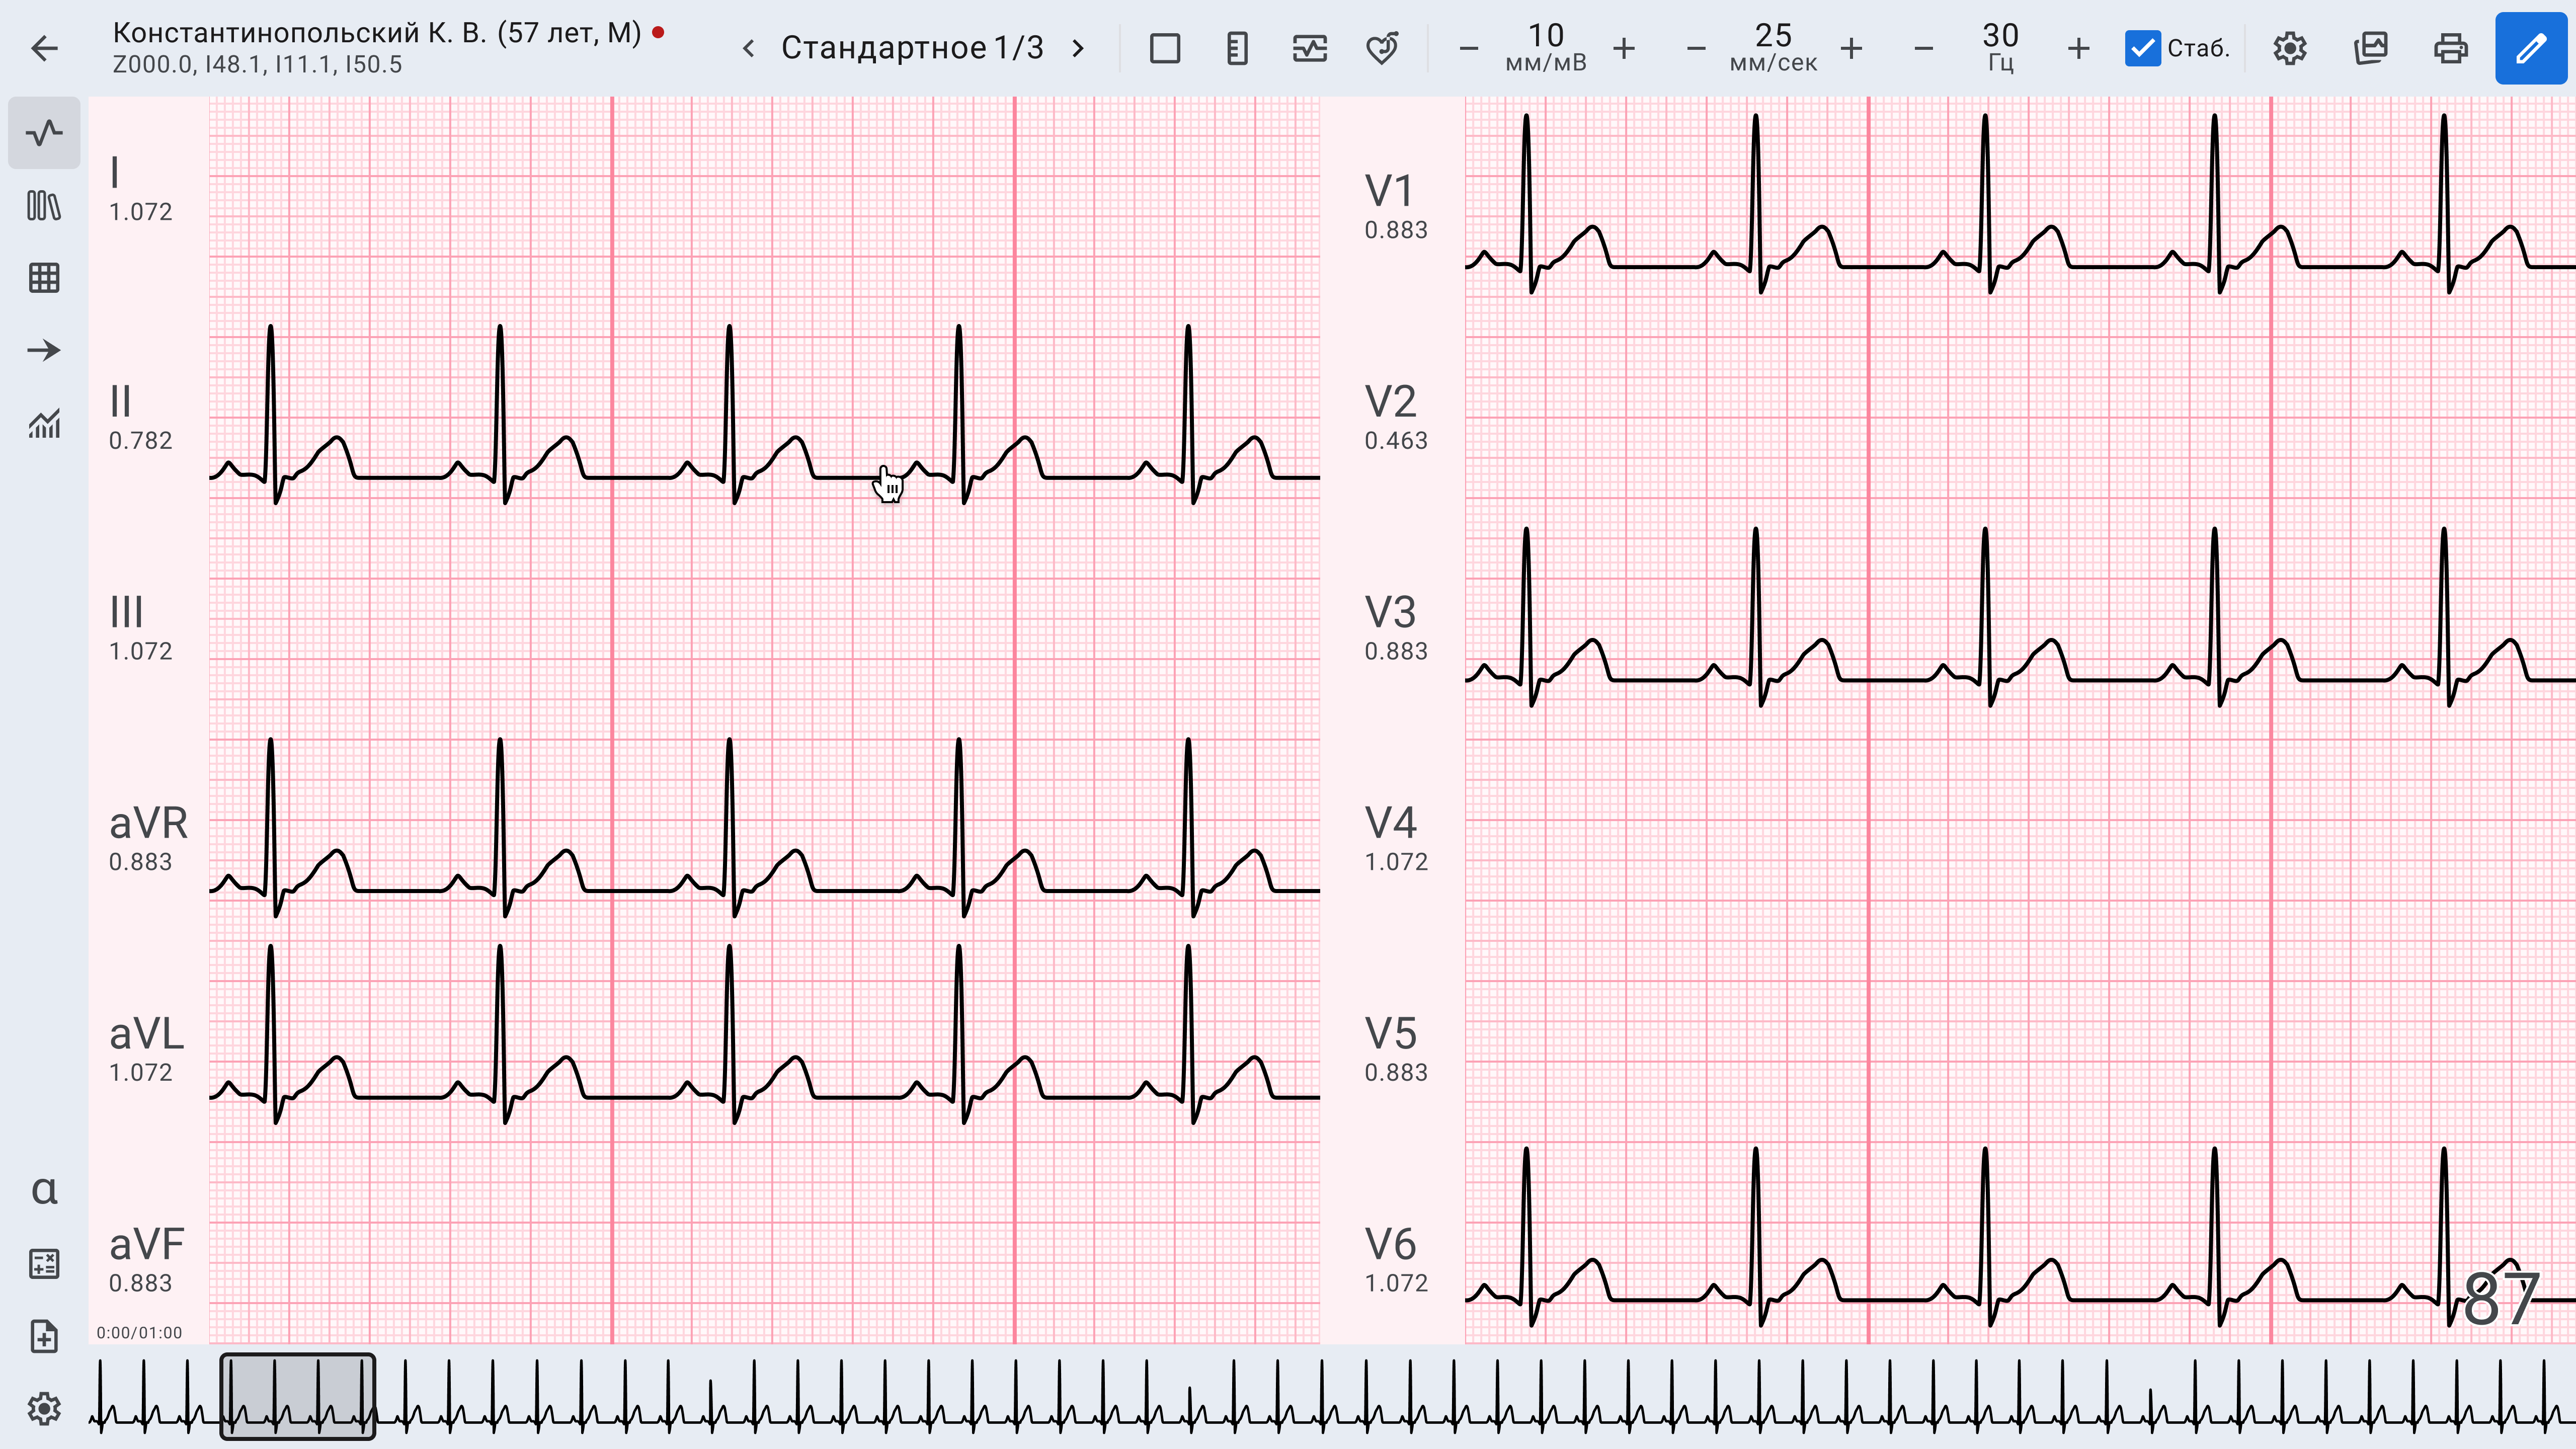 Константинопольский К. В. (57 лет, М)
Z000.0, I48.1, I11.1, I50.5
Стандартное 1/3
10
мм/мВ
25
мм/сек
30
Гц
Стаб.
I
1.072
II
0.782
III
1.072
aVR
0.883
aVL
1.072
aVF
0.883
0:00/01:00
V1
0.883
V2
0.463
V3
0.883
V4
1.072
V5
0.883
V6
1.072
87
α